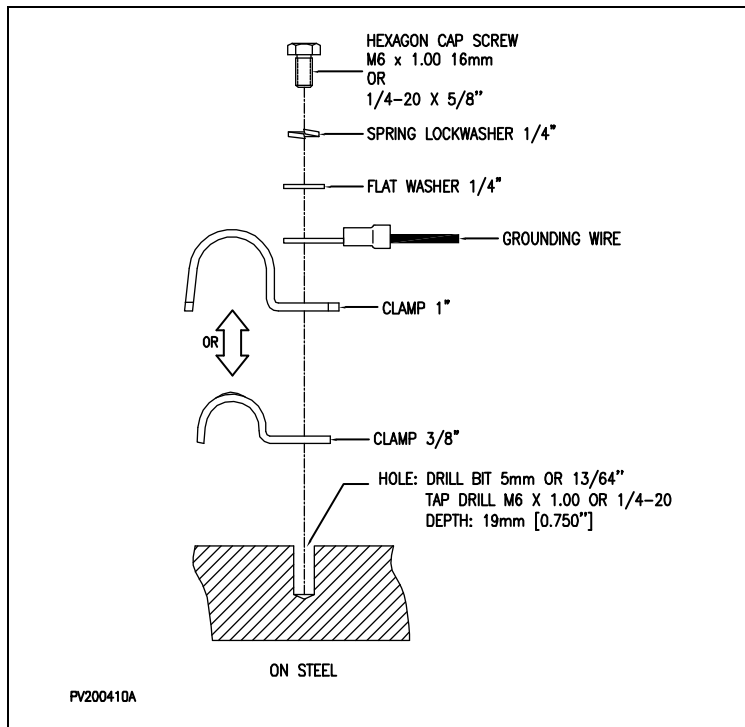 HEXAGON CAP SCREW
M6 x 1.00 16mm
OR
1/4-20 X 5/8"
SPRING LOCKWASHER 1/4"
FLAT WASHER 1/4"
GROUNDING WIRE
CLAMP 1"
OR
CLAMP 3/8"
HOLE: DRILL BIT 5mm OR 13/64"
TAP DRILL M6 X 1.00 OR 1/4-20
DEPTH: 19mm [0.750"]
ON STEEL
PV200410A